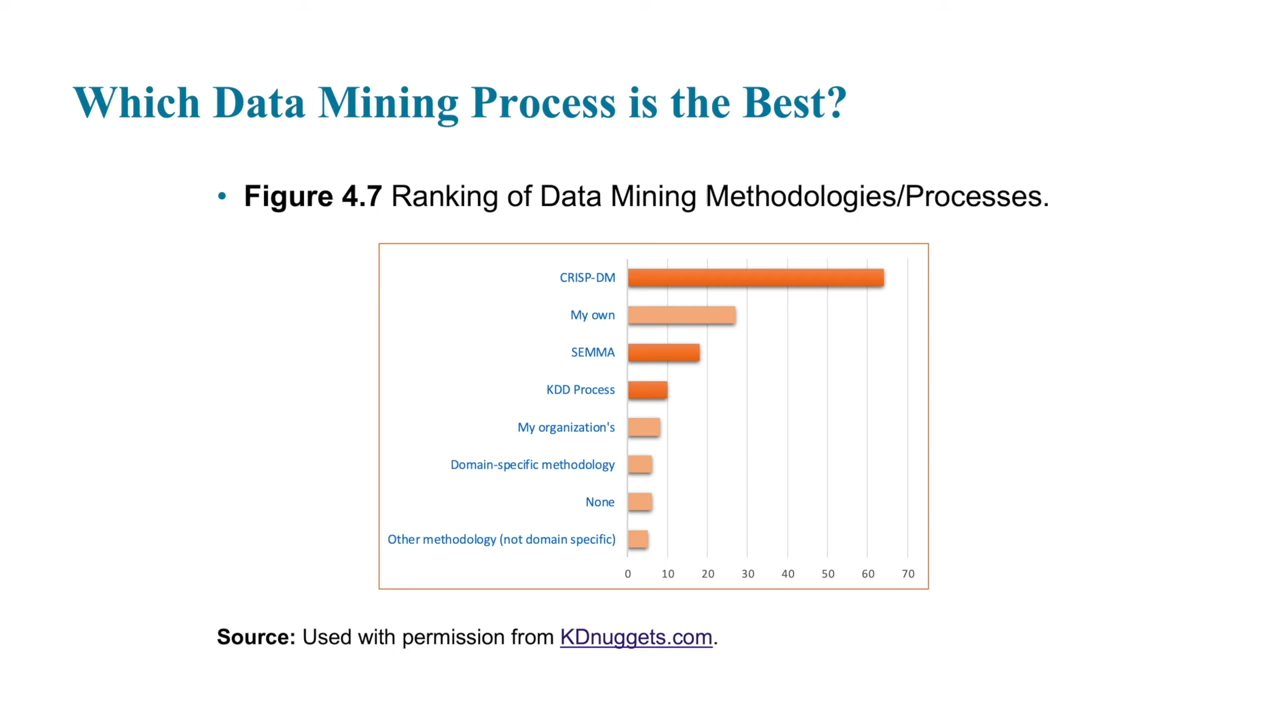 Which Data Mining Process is the Best?
• Figure 4.7 Ranking of Data Mining Methodologies/Processes.
CRISP-DM
My own
SEMMA
KDD Process
My organization's
Domain-specific methodology
None
Other methodology (not domain specific)
0 10 20 30 40 50 60 70
Source: Used with permission from KDnuggets.com.